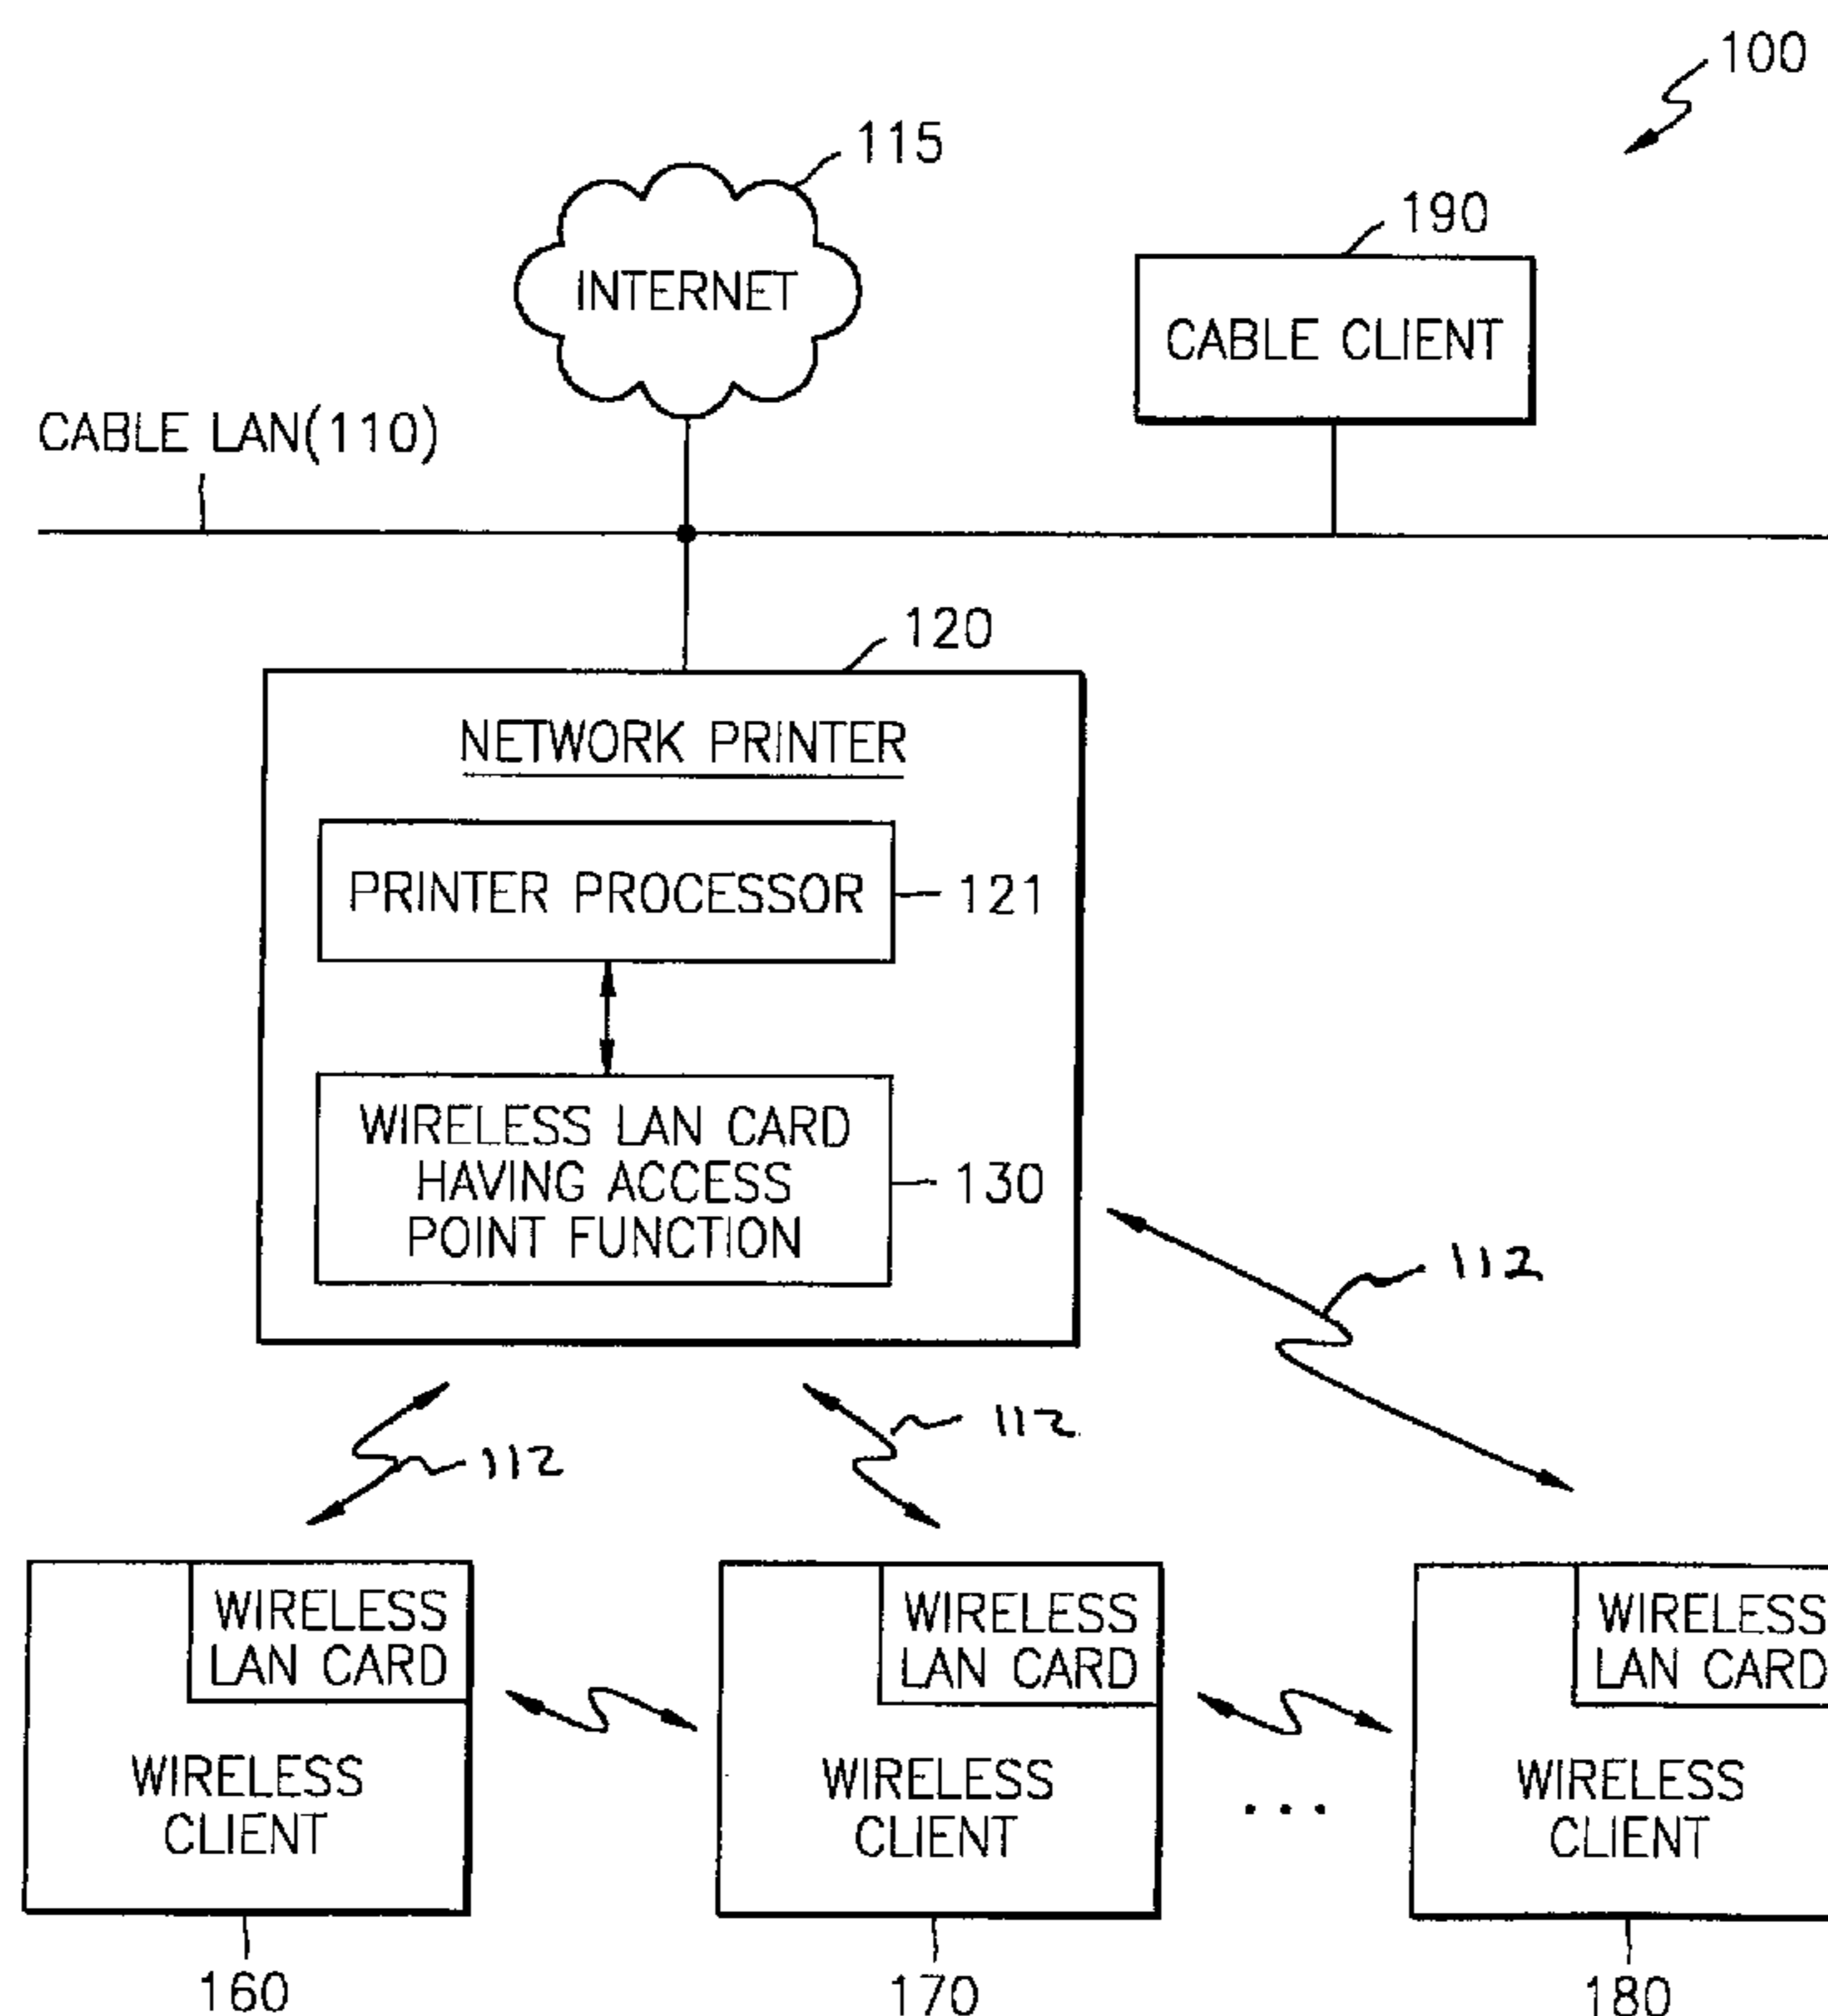 100
115
INTERNET
190
CABLE CLIENT
CABLE LAN(110)
120
NETWORK PRINTER
PRINTER PROCESSOR
121
WIRELESS LAN CARD
HAVING ACCESS
POINT FUNCTION
130
112
112
112
WIRELESS
LAN CARD
WIRELESS
CLIENT
160
WIRELESS
LAN CARD
WIRELESS
CLIENT
170
...
WIRELESS
LAN CARD
WIRELESS
CLIENT
180